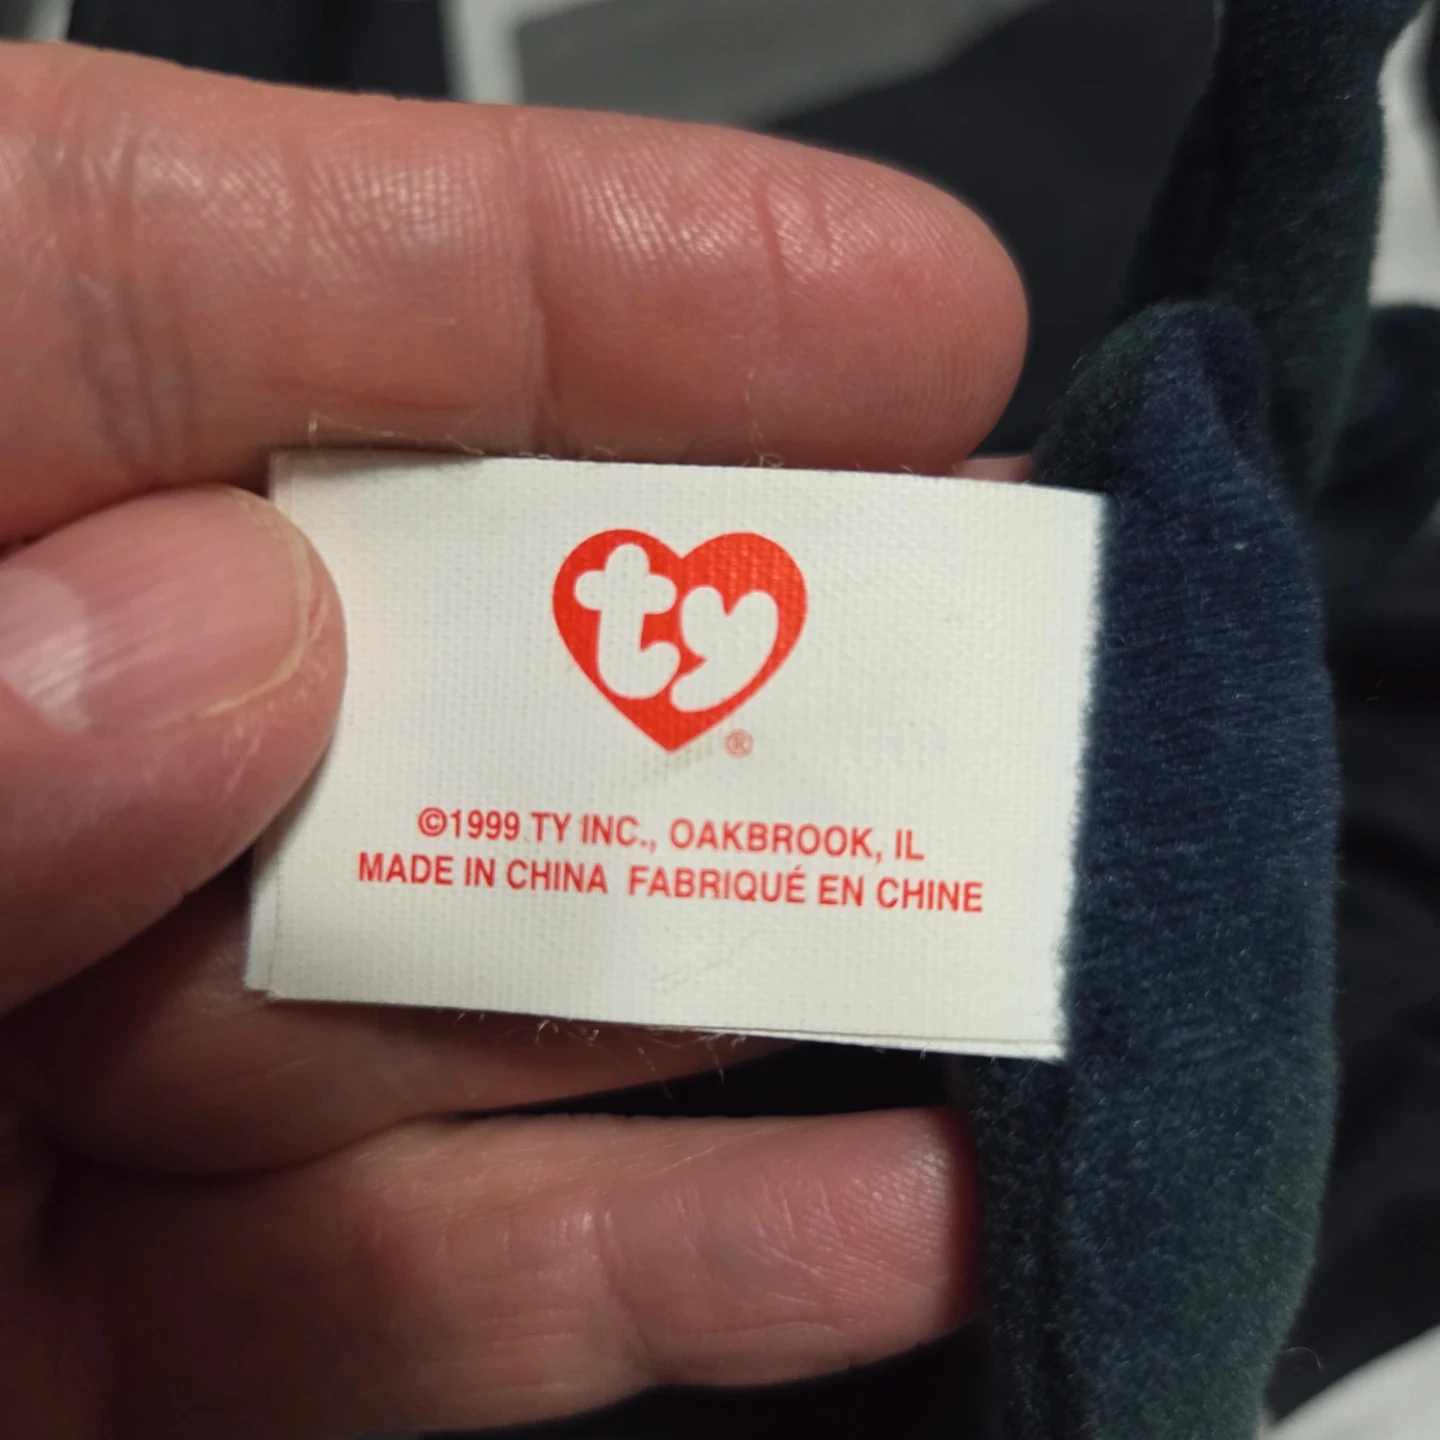 ty
®
©1999 TY INC., OAKBROOK, IL
MADE IN CHINA FABRIQUÉ EN CHINE